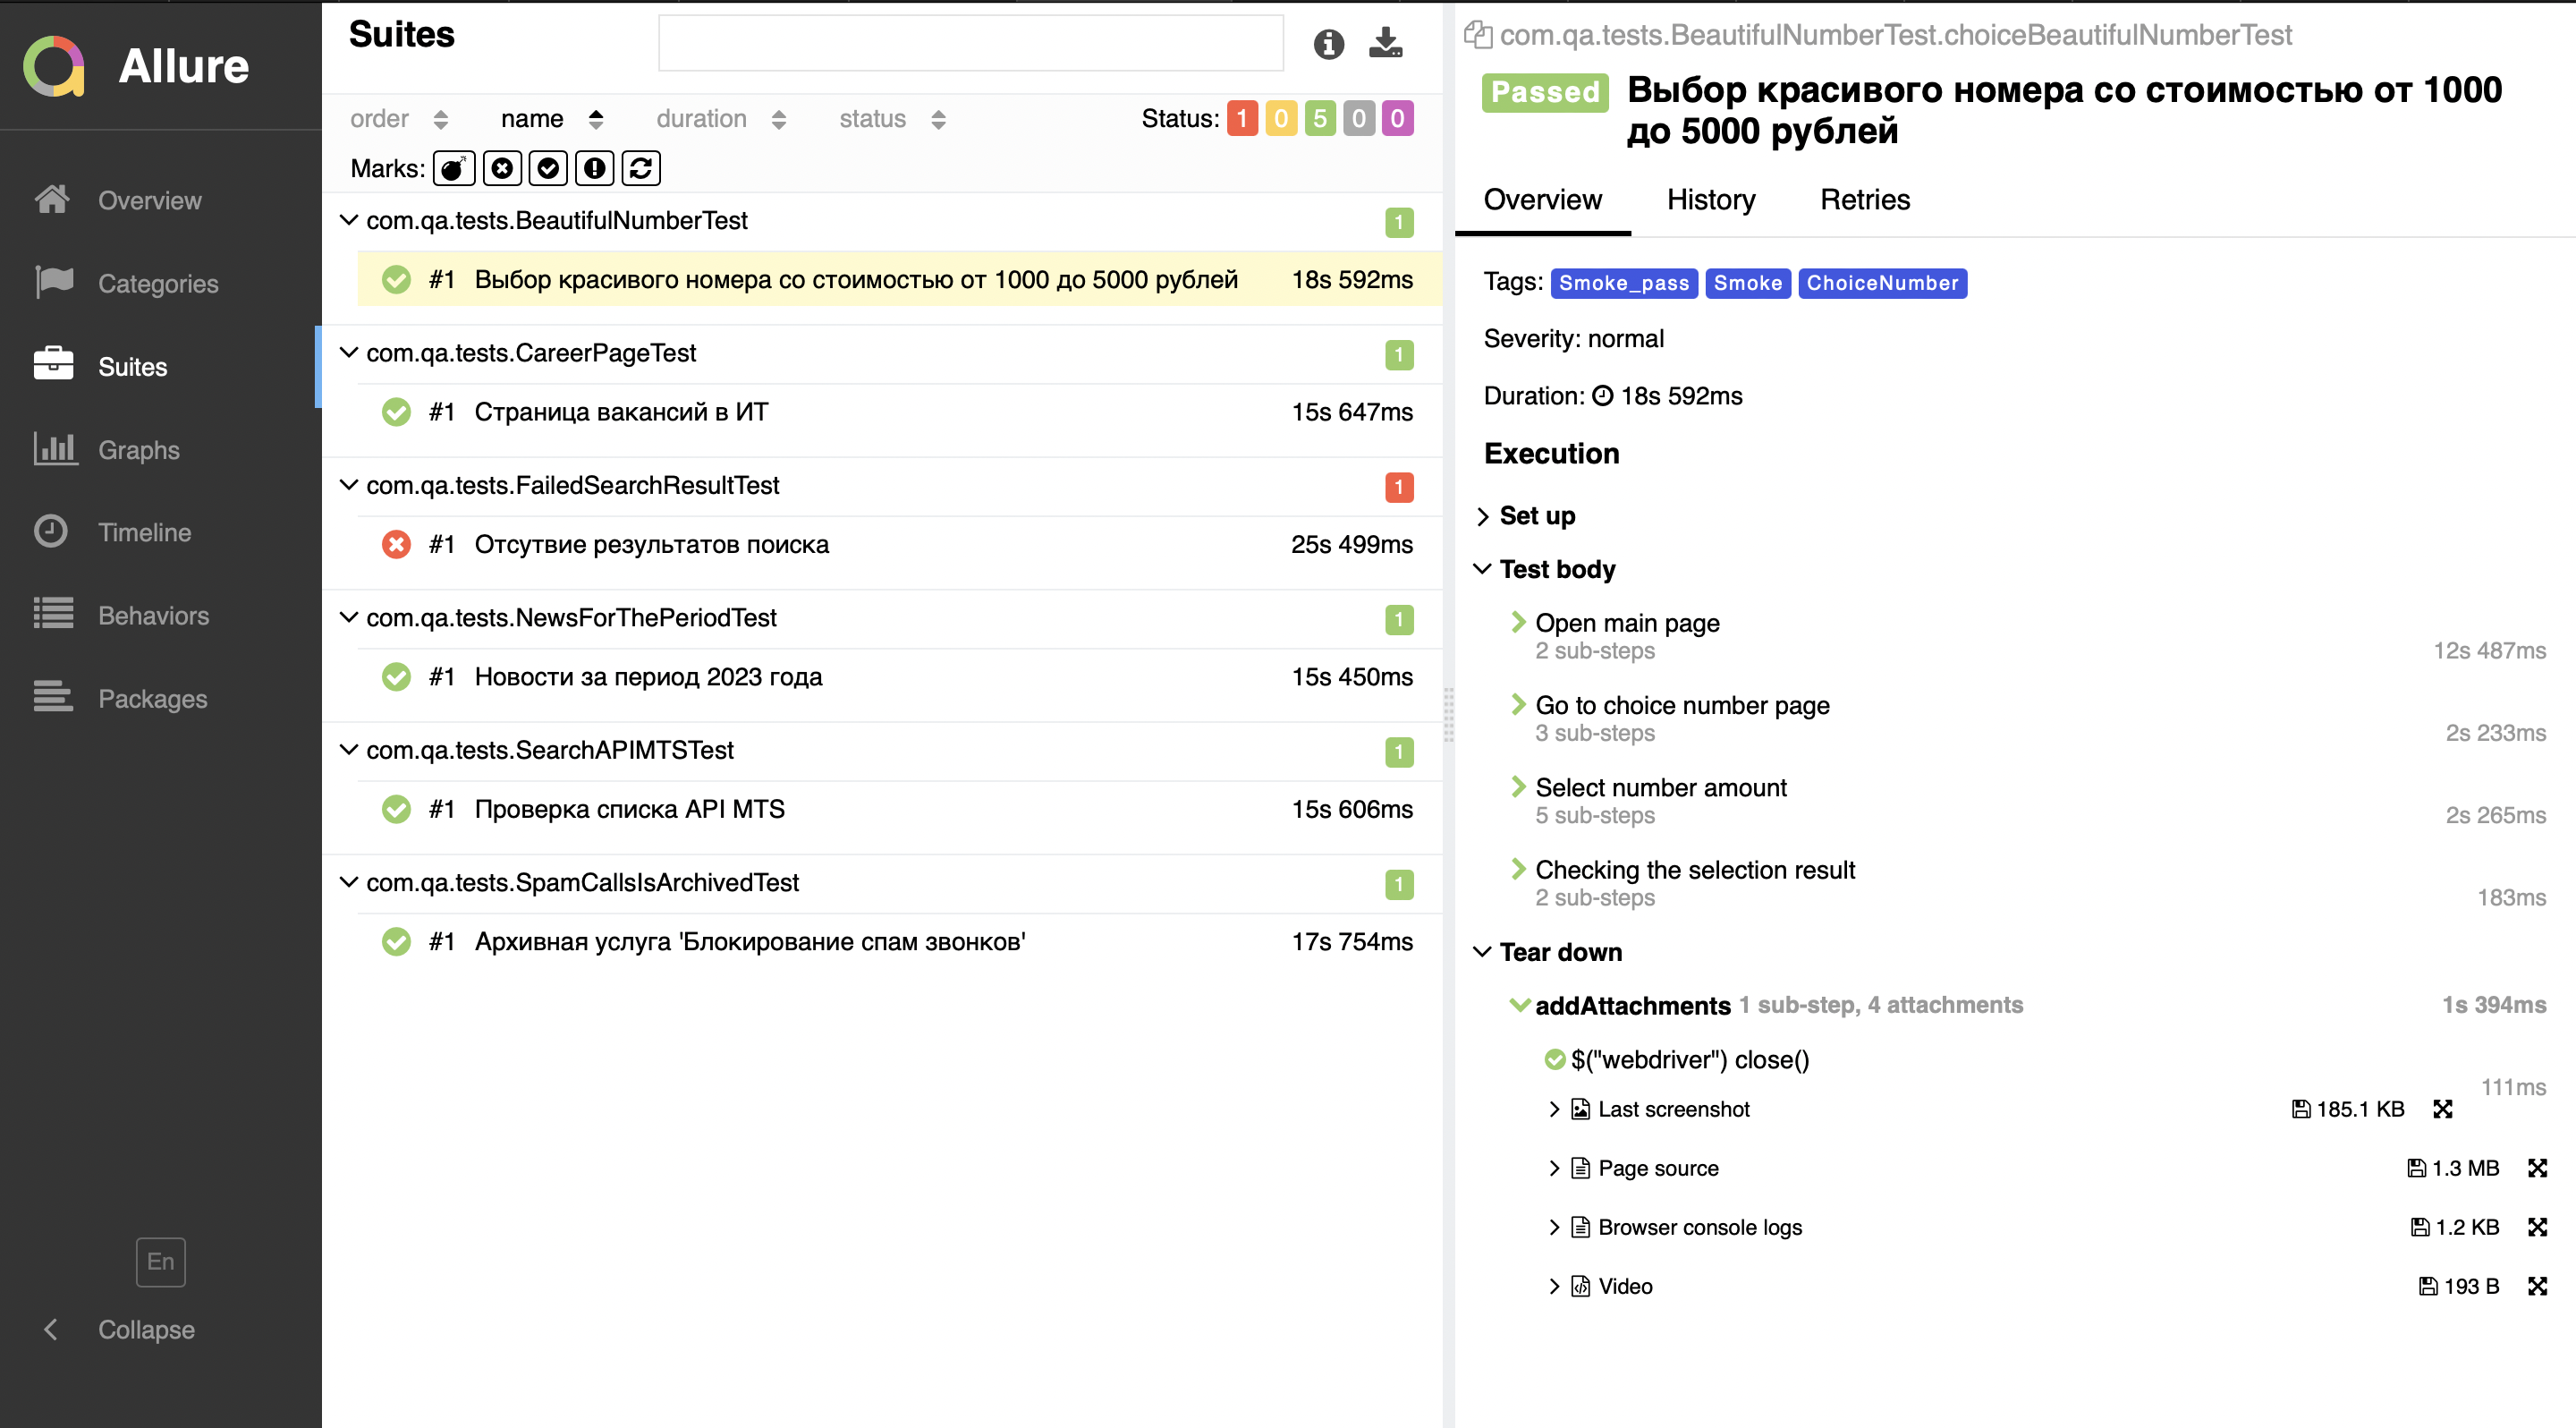 Allure
Overview
Categories
Suites
Graphs
Timeline
Behaviors
Packages
En
Collapse
Suites
order name duration status Status: 1 0 5 0 0
Marks:
com.qa.tests.BeautifulNumberTest 1
#1 Выбор красивого номера со стоимостью от 1000 до 5000 рублей 18s 592ms
com.qa.tests.CareerPageTest 1
#1 Страница вакансий в ИТ 15s 647ms
com.qa.tests.FailedSearchResultTest 1
#1 Отсутвие результатов поиска 25s 499ms
com.qa.tests.NewsForThePeriodTest 1
#1 Новости за период 2023 года 15s 450ms
com.qa.tests.SearchAPIMTSTest 1
#1 Проверка списка API MTS 15s 606ms
com.qa.tests.SpamCallsIsArchivedTest 1
#1 Архивная услуга 'Блокирование спам звонков' 17s 754ms
com.qa.tests.BeautifulNumberTest.choiceBeautifulNumberTest
Passed Выбор красивого номера со стоимостью от 1000
до 5000 рублей
Overview History Retries
Tags: Smoke_pass Smoke ChoiceNumber
Severity: normal
Duration: 18s 592ms
Execution
Set up
Test body
Open main page
2 sub-steps 12s 487ms
Go to choice number page
3 sub-steps 2s 233ms
Select number amount
5 sub-steps 2s 265ms
Checking the selection result
2 sub-steps 183ms
Tear down
addAttachments 1 sub-step, 4 attachments 1s 394ms
$("webdriver") close()
111ms
Last screenshot 185.1 KB
Page source 1.3 MB
Browser console logs 1.2 KB
Video 193 B